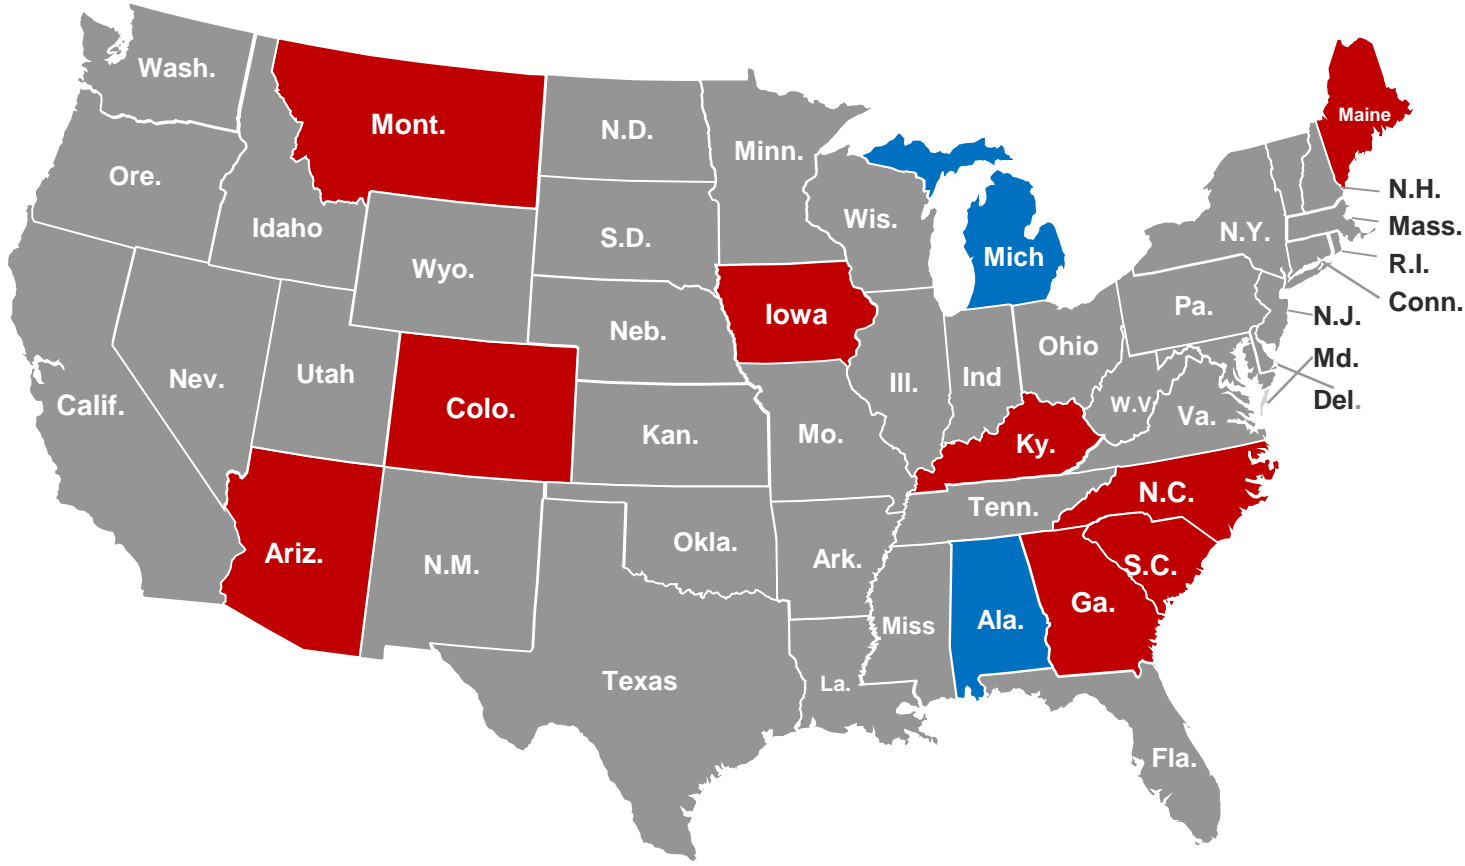 Wash.
Mont.
N.D.
Minn.
Maine
Ore.
Idaho
Wyo.
S.D.
Wis.
Mich
N.Y.
N.H.
Mass.
R.I.
Conn.
N.J.
Md.
Del.
Pa.
Iowa
Neb.
Nev.
Utah
Colo.
Calif.
Kan.
Mo.
Ill.
Ind
Ohio
W.V
Va.
Ky.
N.C.
Tenn.
S.C.
Ariz.
N.M.
Okla.
Ark.
Miss
Ala.
Ga.
Texas
La.
Fla.